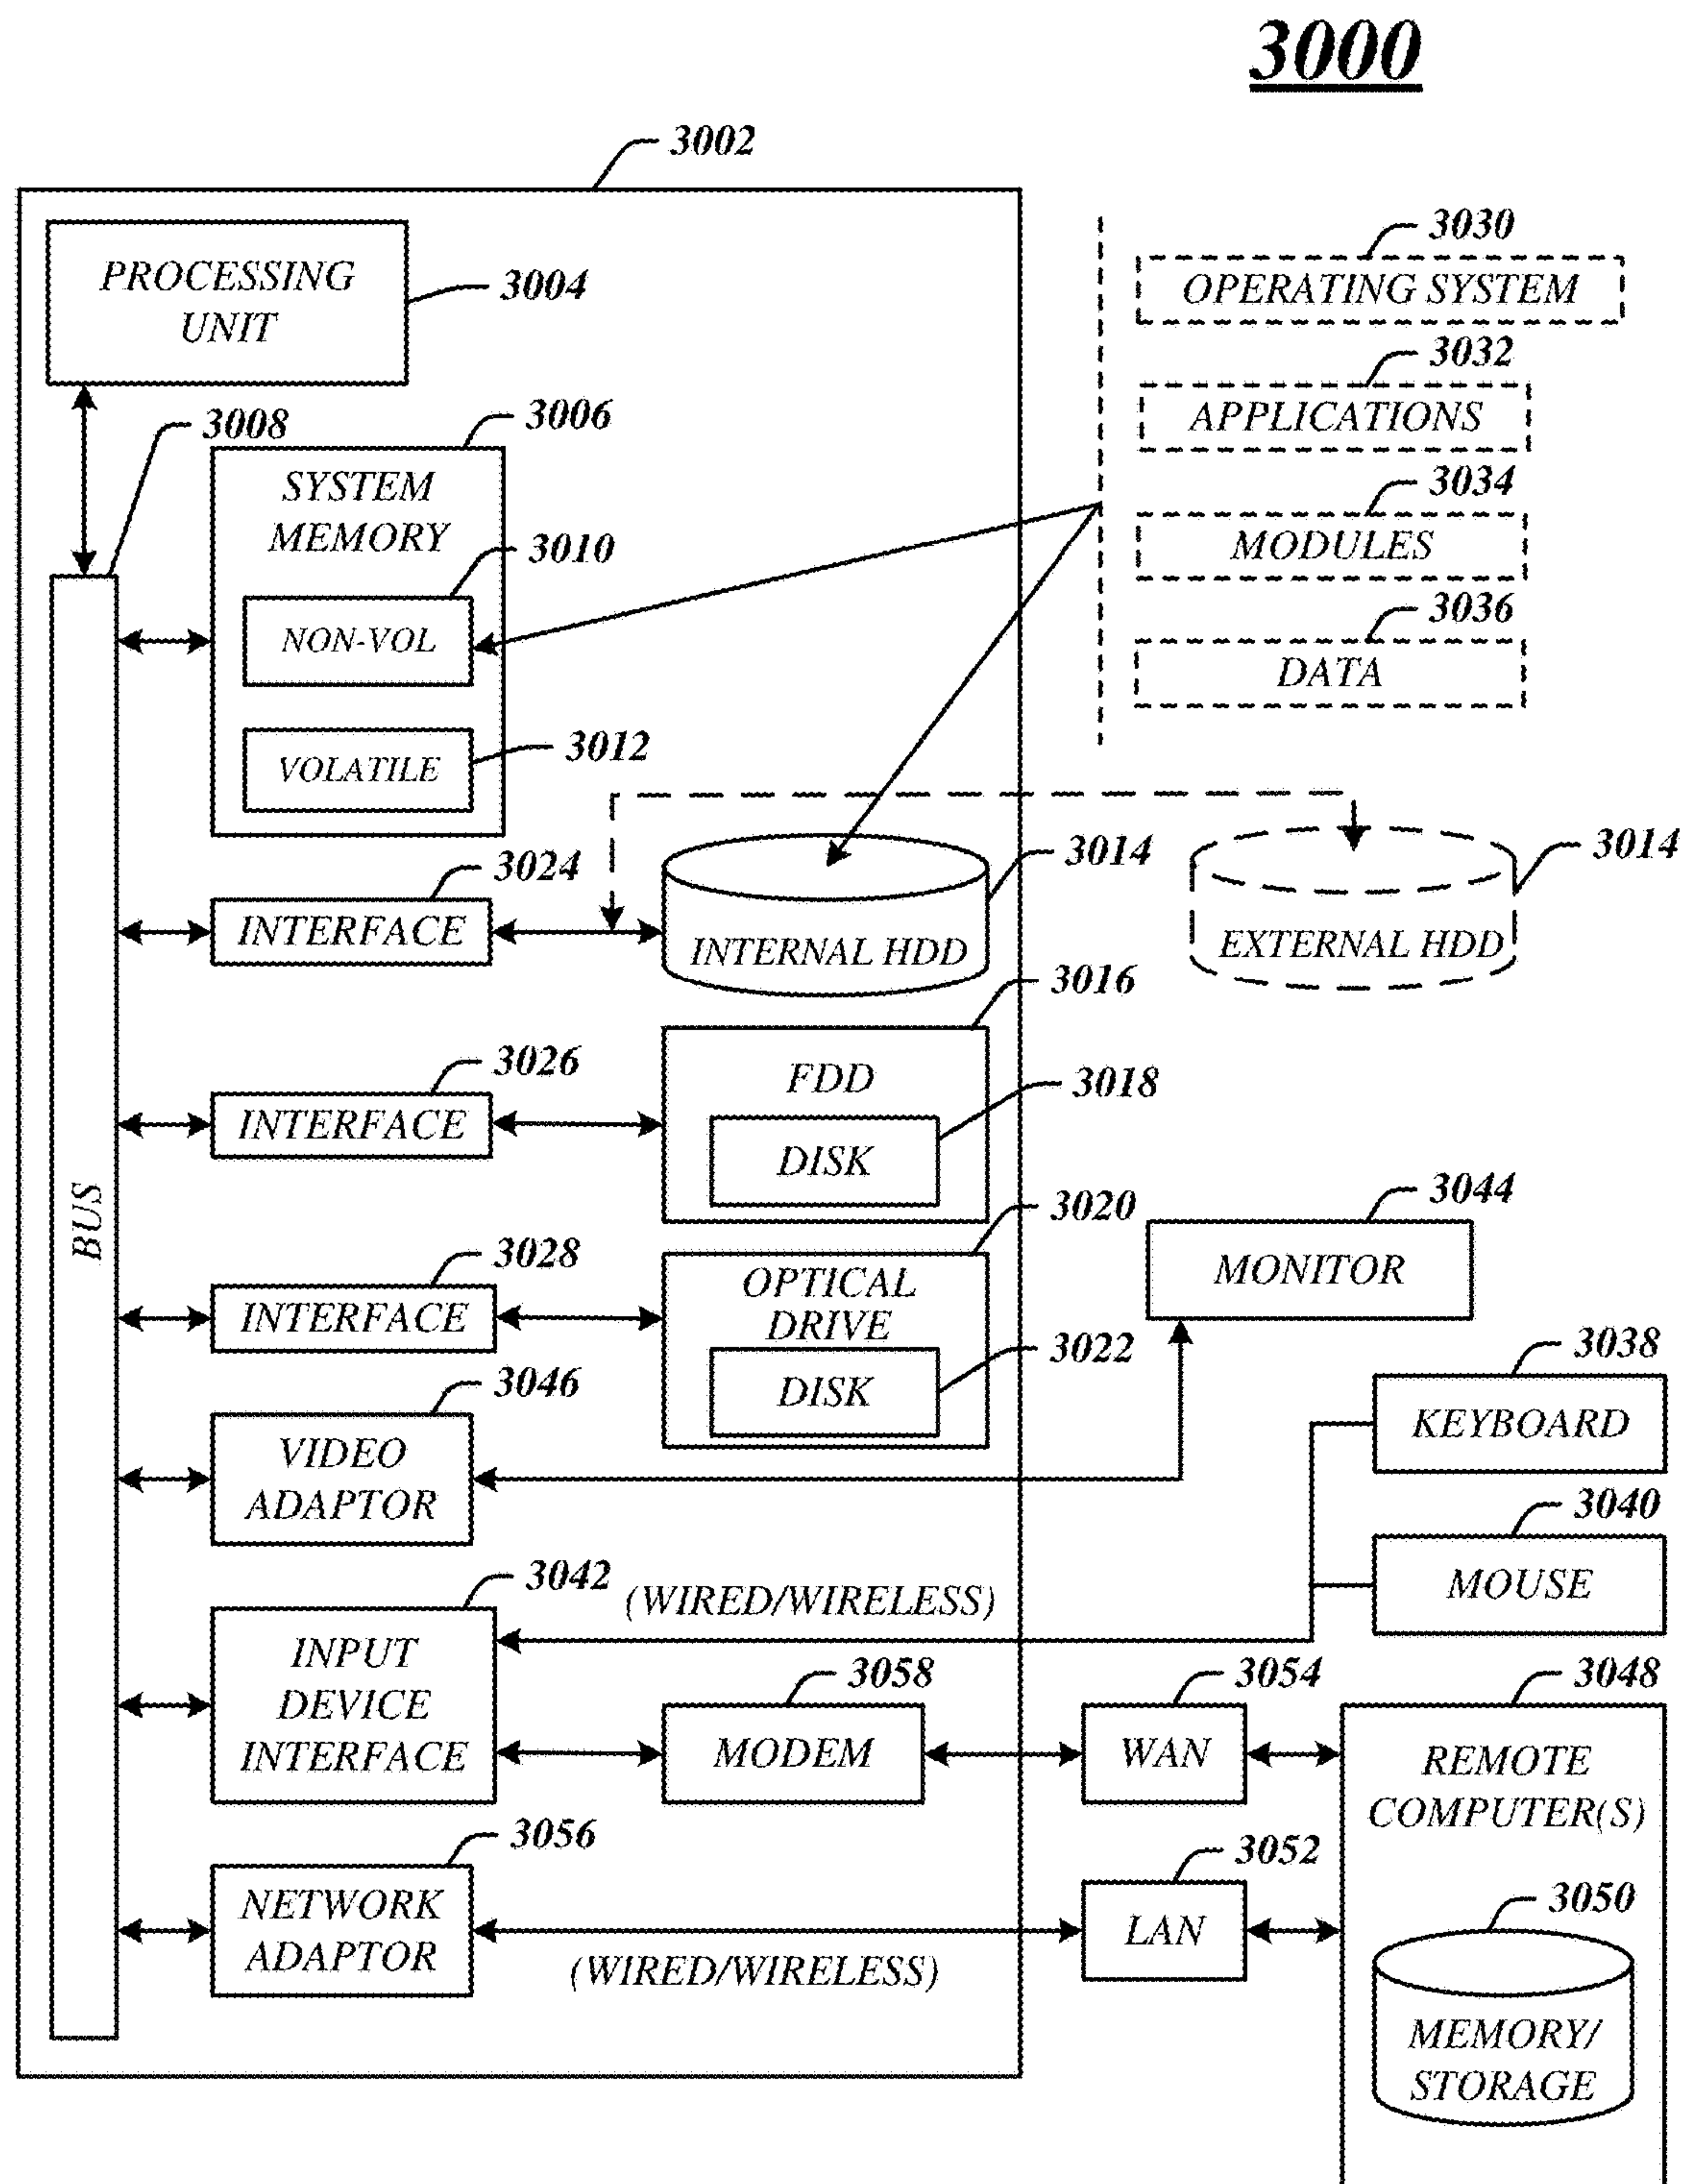 3000
3002
PROCESSING
UNIT
3004
3008
3006
SYSTEM
MEMORY
3010
NON-VOL
VOLATILE
3012
3030
OPERATING SYSTEM
3032
APPLICATIONS
3034
MODULES
3036
DATA
3024
INTERFACE
INTERNAL HDD
3014
EXTERNAL HDD
3014
3016
3026
INTERFACE
FDD
3018
DISK
BUS
3028
INTERFACE
3020
OPTICAL
DRIVE
3022
DISK
3044
MONITOR
3046
VIDEO
ADAPTOR
3038
KEYBOARD
3040
MOUSE
3042
(WIRED/WIRELESS)
INPUT
DEVICE
INTERFACE
3058
MODEM
3054
WAN
3048
REMOTE
COMPUTER(S)
3056
NETWORK
ADAPTOR
(WIRED/WIRELESS)
3052
LAN
3050
MEMORY/
STORAGE